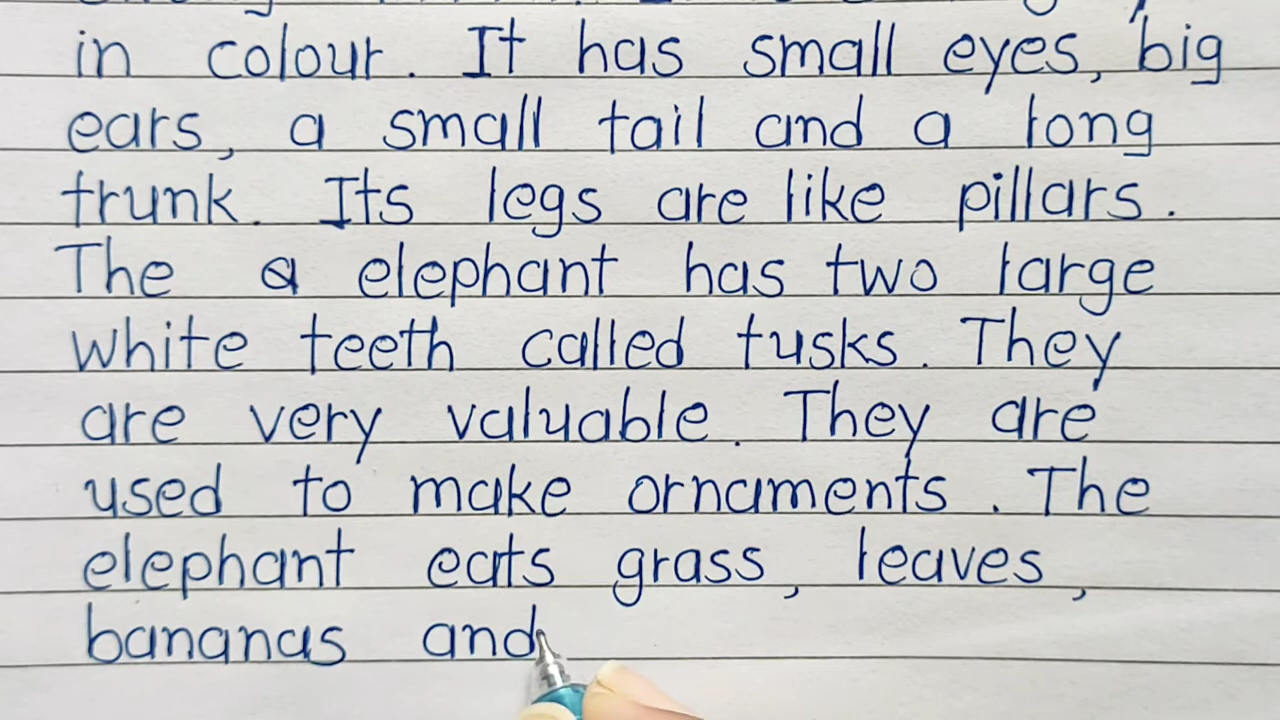 in colour. It has small eyes, big
ears, a small tail and a long
trunk. Its legs are like pillars.
The a elephant has two large
white teeth called tusks. They
are very valuable. They are
used to make ornaments. The
elephant eats grass, leaves,
bananas and